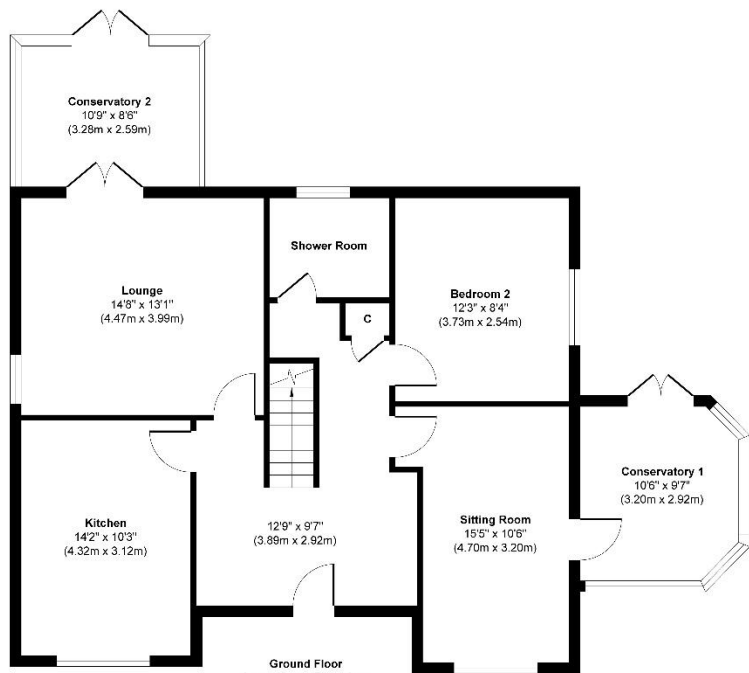 Conservatory 2
10'9" x 8'6"
(3.28m x 2.59m)
Shower Room
Lounge
14'8" x 13'1"
(4.47m x 3.99m)
Bedroom 2
12'3" x 8'4"
(3.73m x 2.54m)
C
Conservatory 1
10'6" x 9'7"
(3.20m x 2.92m)
Kitchen
14'2" x 10'3"
(4.32m x 3.12m)
12'9" x 9'7"
(3.89m x 2.92m)
Sitting Room
15'5" x 10'6"
(4.70m x 3.20m)
Ground Floor